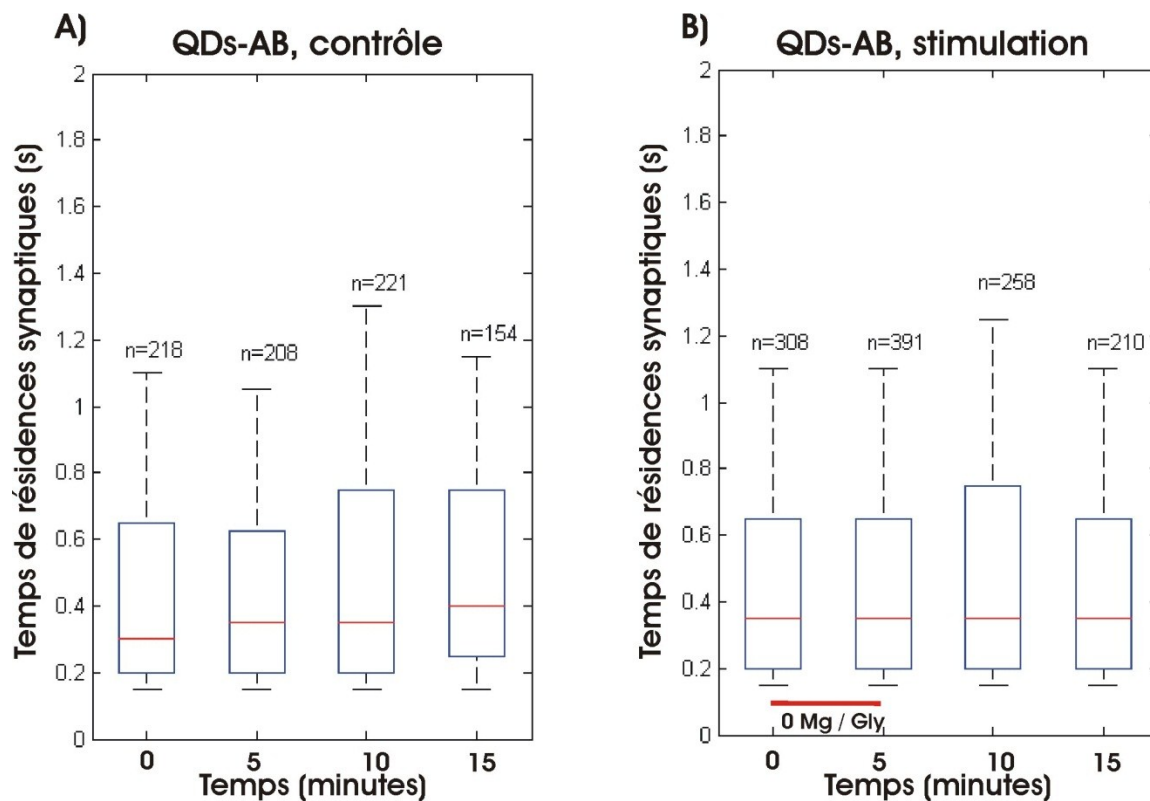 A)
QDs-AB, contrôle
Temps de résidences synaptiques (s)
2
1.8
1.6
1.4
1.2
1
0.8
0.6
0.4
0.2
0
n=218
n=208
n=221
n=154
0 5 10 15
Temps (minutes)
B)
QDs-AB, stimulation
Temps de résidences synaptiques (s)
2
1.8
1.6
1.4
1.2
1
0.8
0.6
0.4
0.2
0
n=308
n=391
n=258
n=210
0 Mg / Gly
0 5 10 15
Temps (minutes)